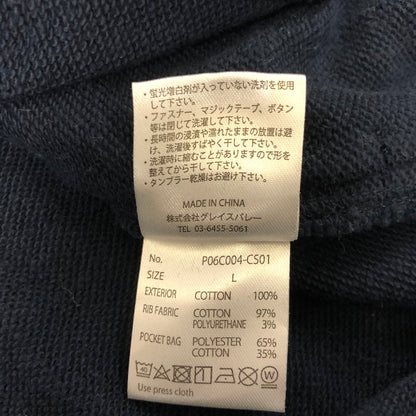 ・蛍光増白剤が入っていない洗剤を使用
して下さい。
・ファスナー、マジックテープ、ボタン
等は閉じて洗濯して下さい。
・長時間の浸漬や濡れたままの放置は避
け、洗濯後すばやく干して下さい。
・洗濯時に縮むことがありますので形を
整えてから干して下さい。
・タンブラー乾燥はお避け下さい。
MADE IN CHINA
株式会社グレイスバレー
TEL 03-6455-5061
No. P06C004-CS01
SIZE L
EXTERIOR COTTON 100%
RIB FABRIC COTTON 97%
POLYURETHANE 3%
POCKET BAG POLYESTER 65%
COTTON 35%
40 W
Use press cloth